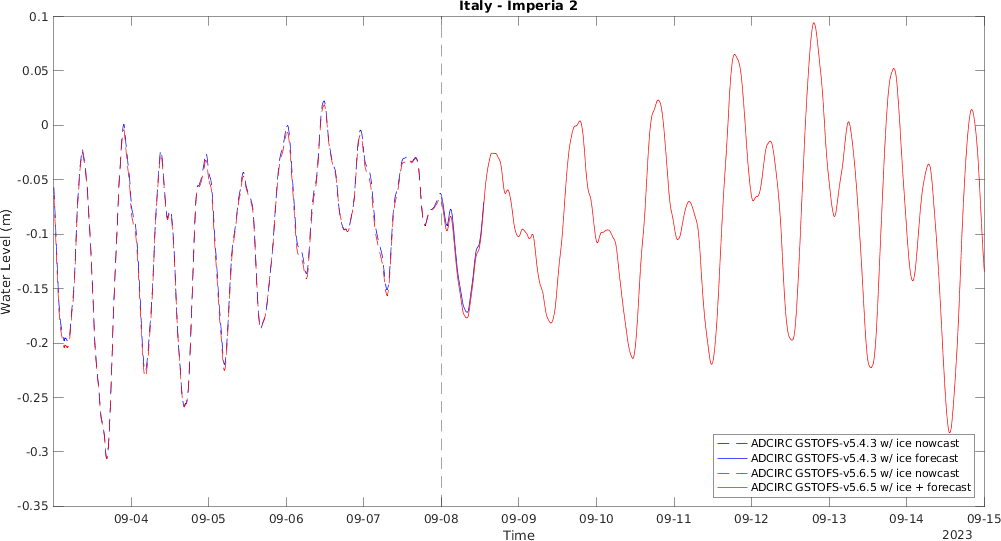 Italy - Imperia 2
0.1
0.05
0
-0.05
-0.1
-0.15
-0.2
-0.25
-0.3
-0.35
Water Level (m)
ADCIRC GSTOFS-v5.4.3 w/ ice nowcast
ADCIRC GSTOFS-v5.4.3 w/ ice forecast
ADCIRC GSTOFS-v5.6.5 w/ ice nowcast
ADCIRC GSTOFS-v5.6.5 w/ ice + forecast
09-04 09-05 09-06 09-07 09-08 09-09 09-10 09-11 09-12 09-13 09-14 09-15
Time
2023